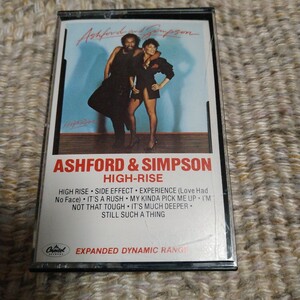 Ashford & Simpson
ASHFORD & SIMPSON
HIGH-RISE
HIGH RISE • SIDE EFFECT • EXPERIENCE (Love Had
No Face) • IT'S A RUSH • MY KINDA PICK ME UP • I'M
NOT THAT TOUGH • IT'S MUCH DEEPER •
STILL SUCH A THING
Capitol
EXPANDED DYNAMIC RANGE